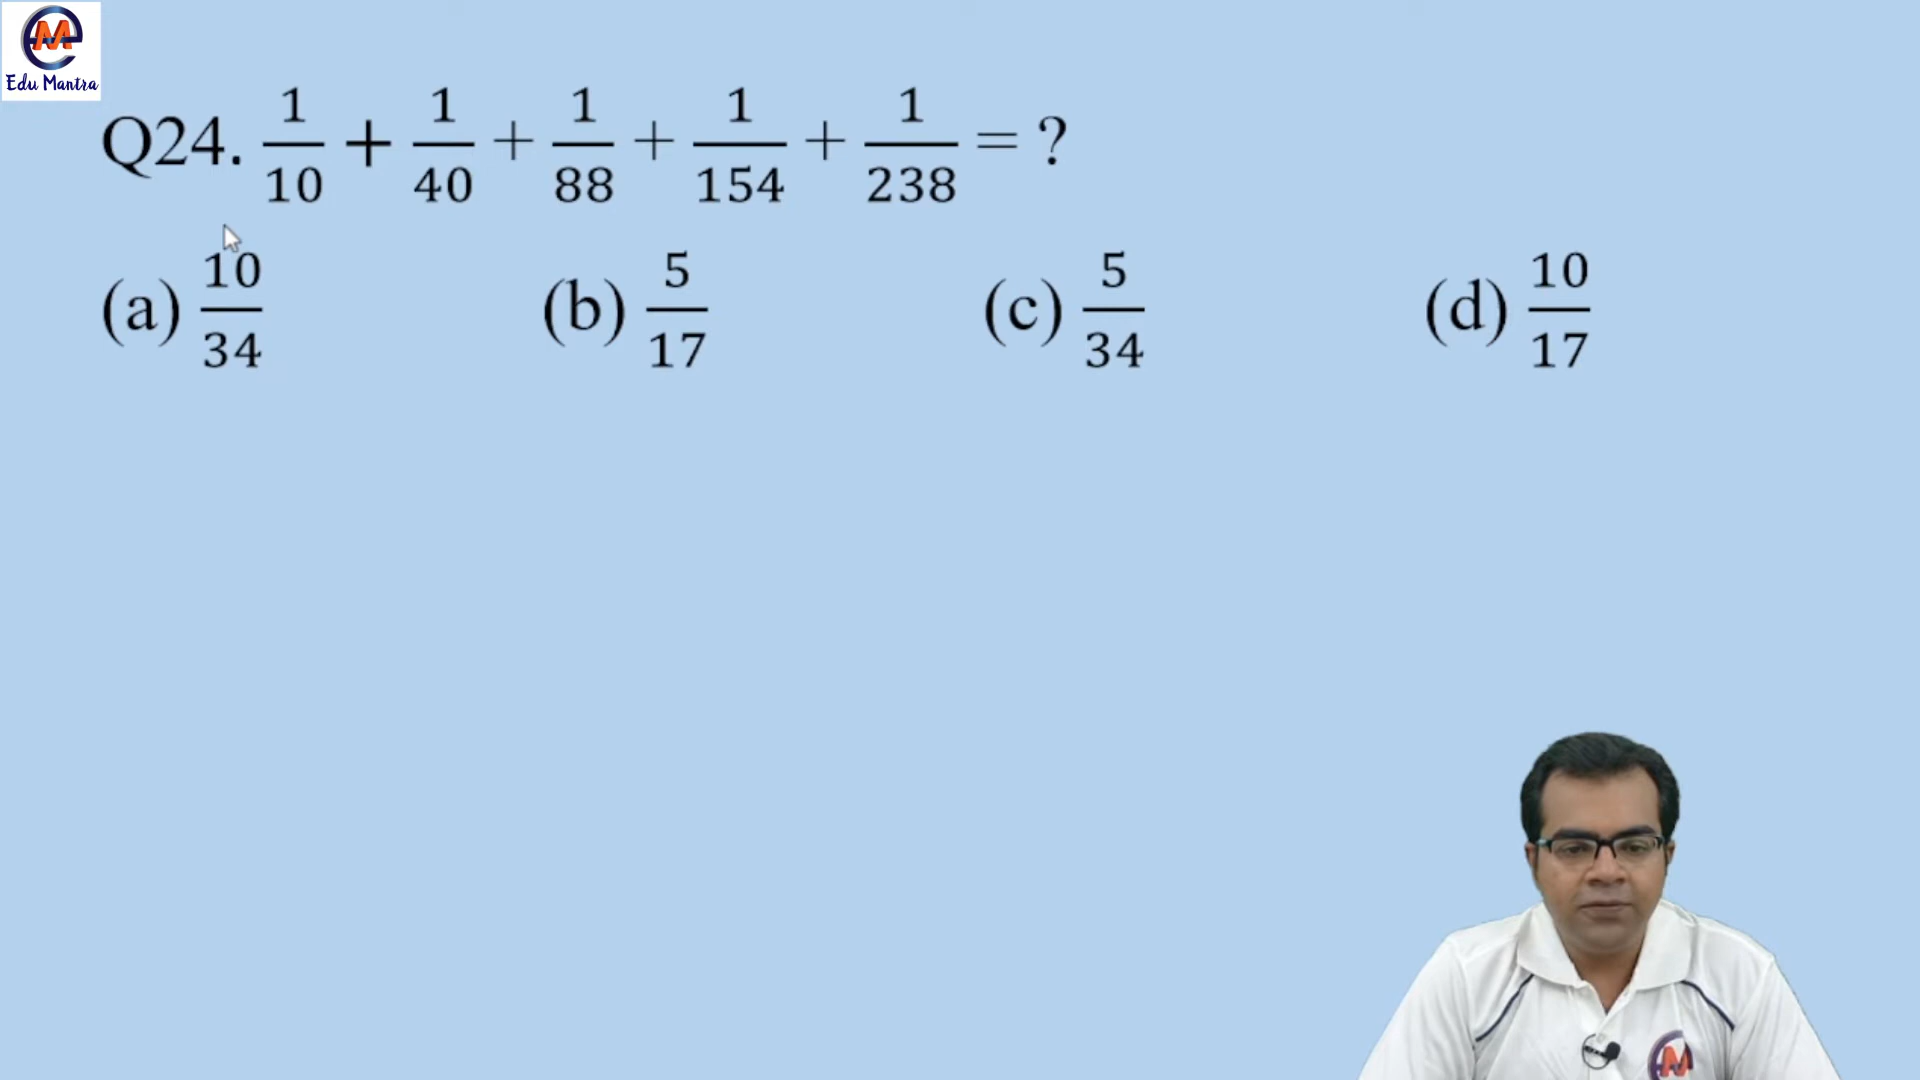 Edu Mantra
Q24. 1/10 + 1/40 + 1/88 + 1/154 + 1/238 = ?
(a) 10/34 (b) 5/17 (c) 5/34 (d) 10/17